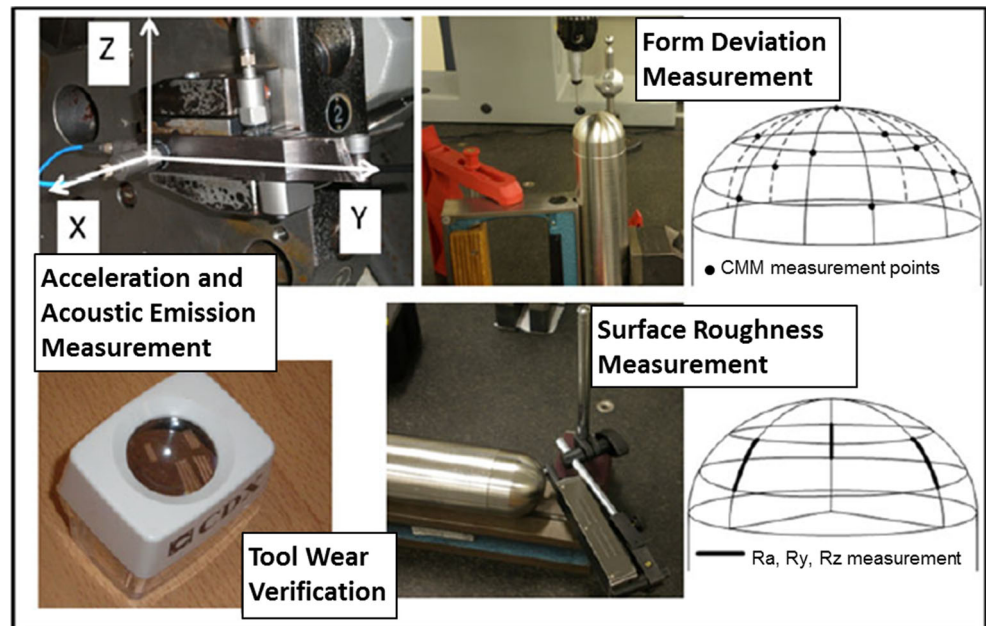 Z
X
Y
2
Acceleration and
Acoustic Emission
Measurement
Form Deviation
Measurement
● CMM measurement points
CDX
Tool Wear
Verification
Surface Roughness
Measurement
Ra, Ry, Rz measurement